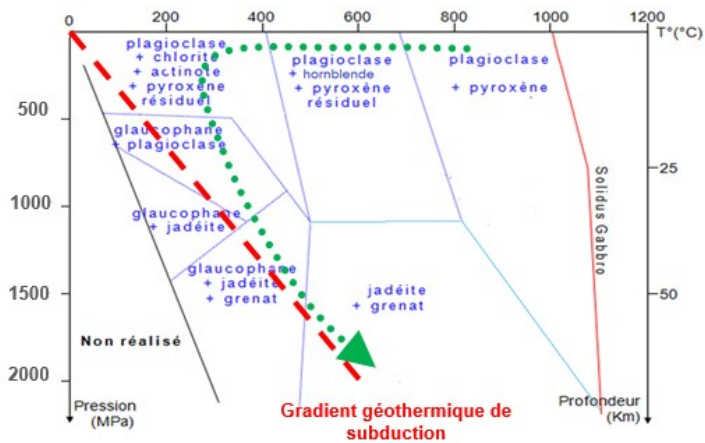 0 200 400 600 800 1000 1200
T°(°C)
plagioclase
+ chlorite
+ actinote
+ pyroxène
résiduel
plagioclase
+ hornblende
+ pyroxène
résiduel
plagioclase
+ pyroxène
500
glaucophane
+ plagioclase
25
Solidus Gabbro
1000
glaucophane
+ jadéite
glaucophane
+ jadéite
+ grenat
jadéite
+ grenat
1500
50
Non réalisé
2000
Pression
(MPa)
Gradient géothermique de
subduction
Profondeur
(Km)